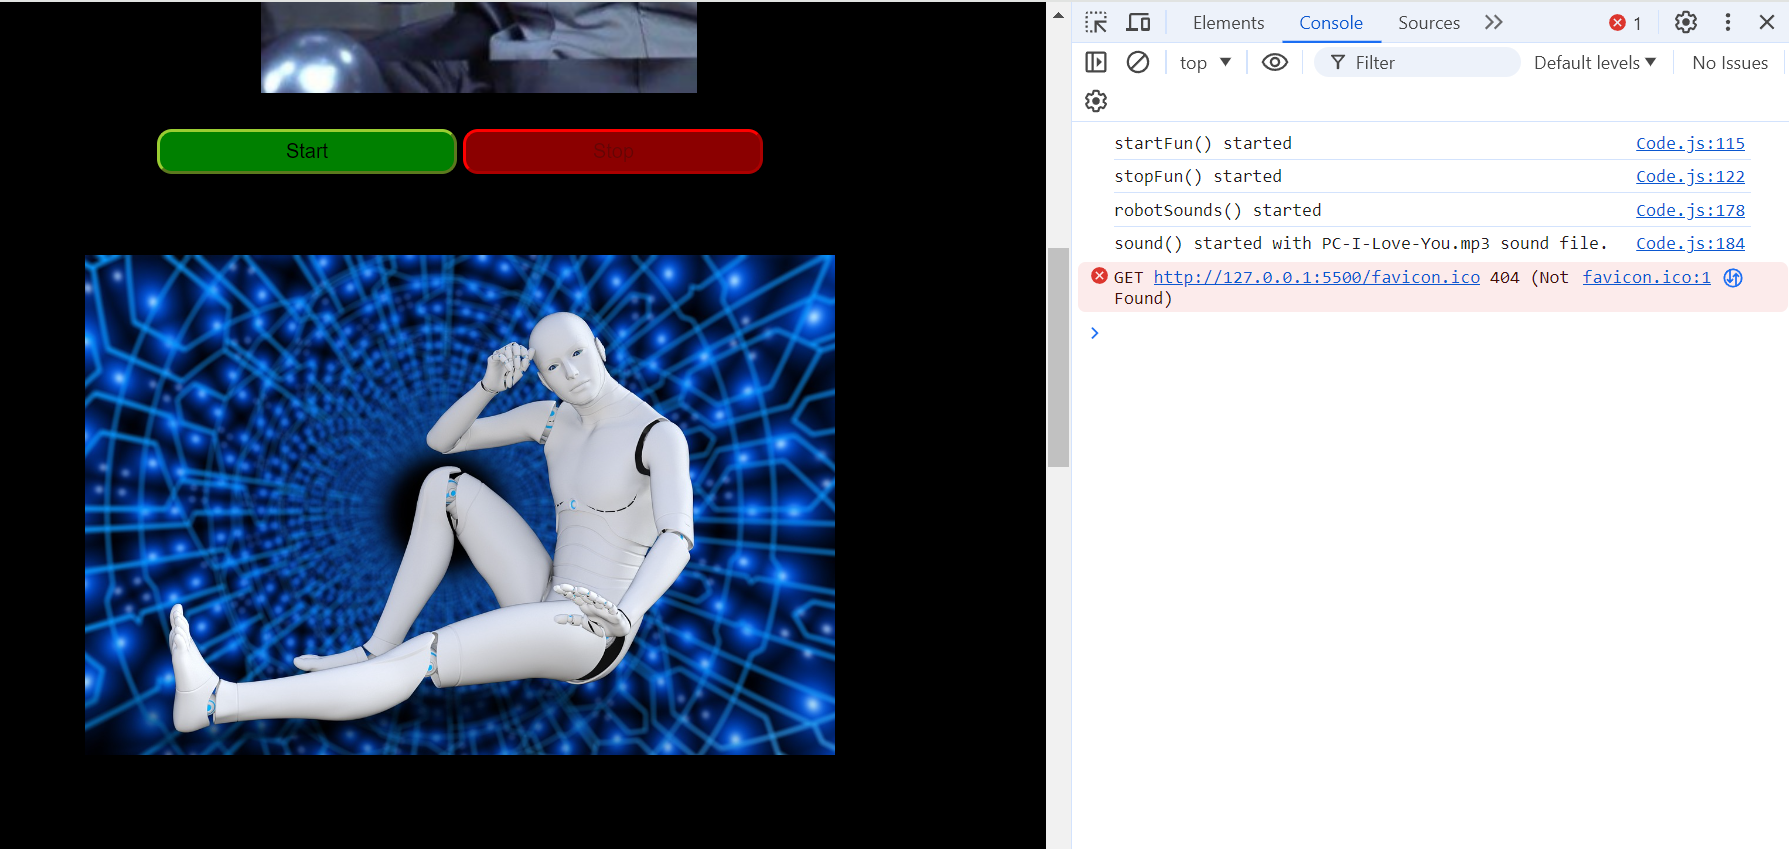 Elements Console Sources 1
top Filter Default levels No Issues
startFun() started Code.js:115
stopFun() started Code.js:122
robotSounds() started Code.js:178
sound() started with PC-I-Love-You.mp3 sound file. Code.js:184
GET http://127.0.0.1:5500/favicon.ico 404 (Not favicon.ico:1
Found)
Start Stop